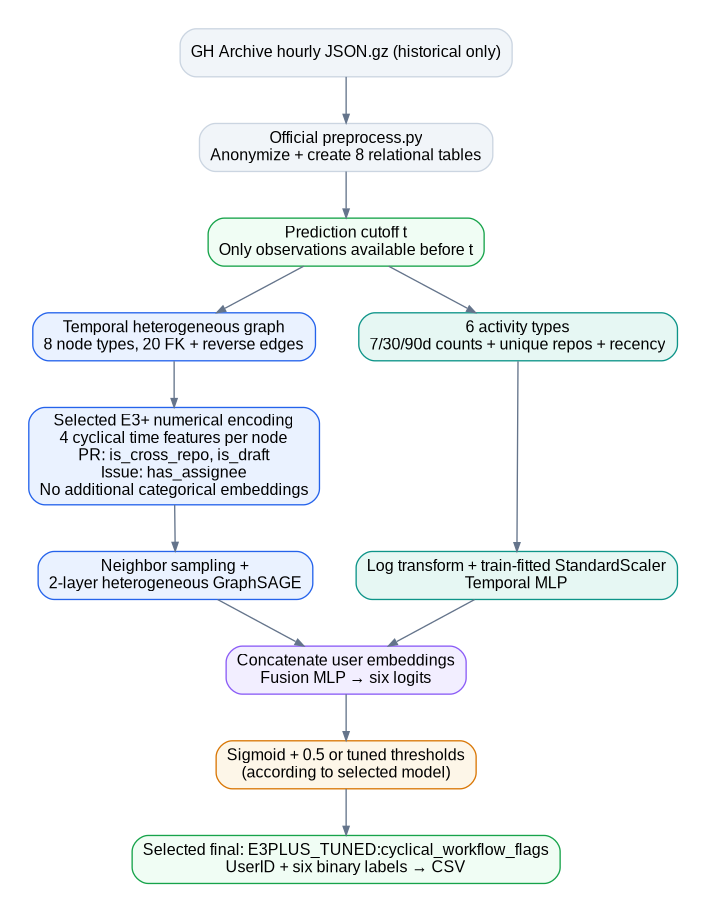 GH Archive hourly JSON.gz (historical only)
Official preprocess.py
Anonymize + create 8 relational tables
Prediction cutoff t
Only observations available before t
Temporal heterogeneous graph
8 node types, 20 FK + reverse edges
6 activity types
7/30/90d counts + unique repos + recency
Selected E3+ numerical encoding
4 cyclical time features per node
PR: is_cross_repo, is_draft
Issue: has_assignee
No additional categorical embeddings
Neighbor sampling +
2-layer heterogeneous GraphSAGE
Log transform + train-fitted StandardScaler
Temporal MLP
Concatenate user embeddings
Fusion MLP → six logits
Sigmoid + 0.5 or tuned thresholds
(according to selected model)
Selected final: E3PLUS_TUNED:cyclical_workflow_flags
UserID + six binary labels → CSV